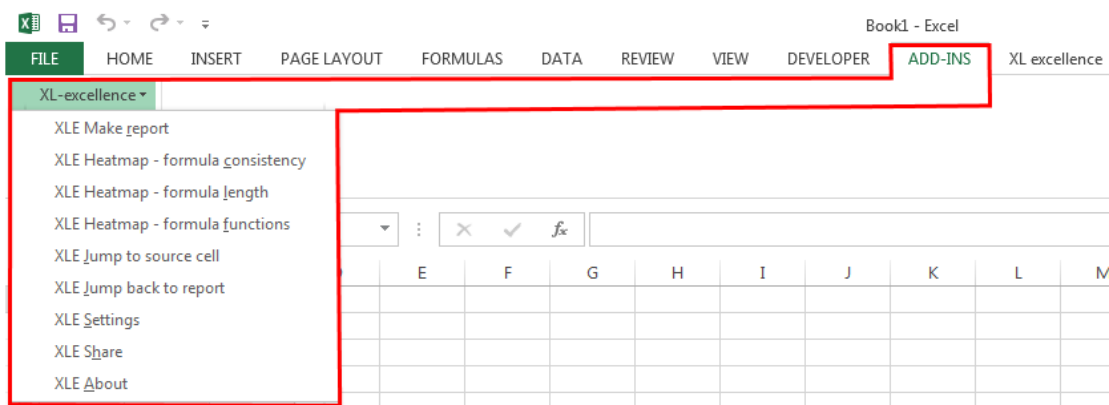 Book1 - Excel
FILE HOME INSERT PAGE LAYOUT FORMULAS DATA REVIEW VIEW DEVELOPER ADD-INS XL excellence
XL-excellence
XLE Make report
XLE Heatmap - formula consistency
XLE Heatmap - formula length
XLE Heatmap - formula functions
fx
XLE Jump to source cell
E F G H I J K L
XLE Jump back to report
XLE Settings
XLE Share
XLE About